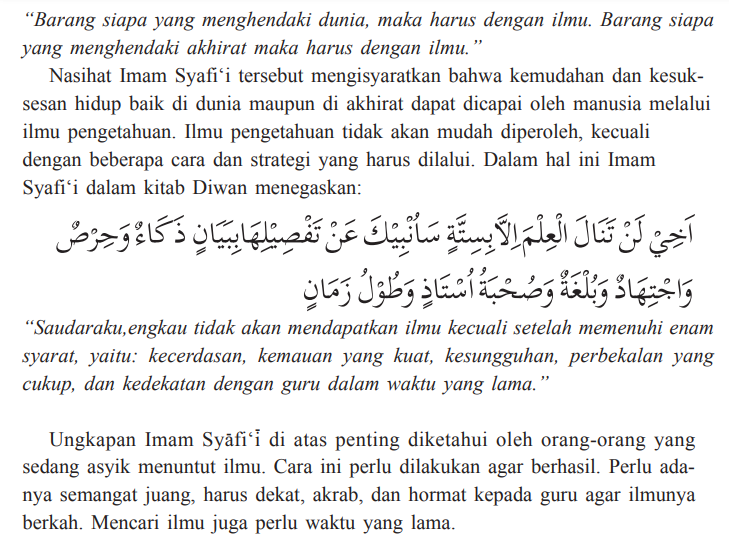 “Barang siapa yang menghendaki dunia, maka harus dengan ilmu. Barang siapa
yang menghendaki akhirat maka harus dengan ilmu.”
Nasihat Imam Syafi‘i tersebut mengisyaratkan bahwa kemudahan dan kesuk-
sesan hidup baik di dunia maupun di akhirat dapat dicapai oleh manusia melalui
ilmu pengetahuan. Ilmu pengetahuan tidak akan mudah diperoleh, kecuali
dengan beberapa cara dan strategi yang harus dilalui. Dalam hal ini Imam
Syafi‘i dalam kitab Diwan menegaskan:
اَخِيْ لَنْ تَنَالَ الْعِلْمَ اِلاَّ بِسِتَّةٍ سَاُنْبِيْكَ عَنْ تَفْصِيْلِهَا بِبَيَانٍ ذَكَاءٌ وَحِرْصٌ
وَاجْتِهَادٌ وَبُلْغَةٌ وَصُحْبَةُ اُسْتَاذٍ وَطُوْلُ زَمَانٍ
“Saudaraku,engkau tidak akan mendapatkan ilmu kecuali setelah memenuhi enam
syarat, yaitu: kecerdasan, kemauan yang kuat, kesungguhan, perbekalan yang
cukup, dan kedekatan dengan guru dalam waktu yang lama.”
Ungkapan Imam Syāfi‘ī di atas penting diketahui oleh orang-orang yang
sedang asyik menuntut ilmu. Cara ini perlu dilakukan agar berhasil. Perlu ada-
nya semangat juang, harus dekat, akrab, dan hormat kepada guru agar ilmunya
berkah. Mencari ilmu juga perlu waktu yang lama.